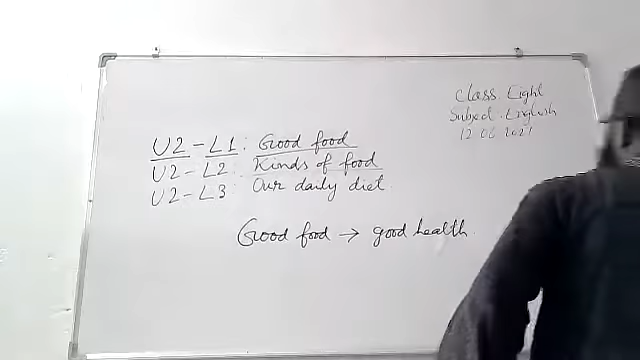 Class. Light
Subject. English
12 06 2021
U2-L1: Good food
U2-L2: Kinds of food
U2-L3: Our daily diet.
Good food → good health.